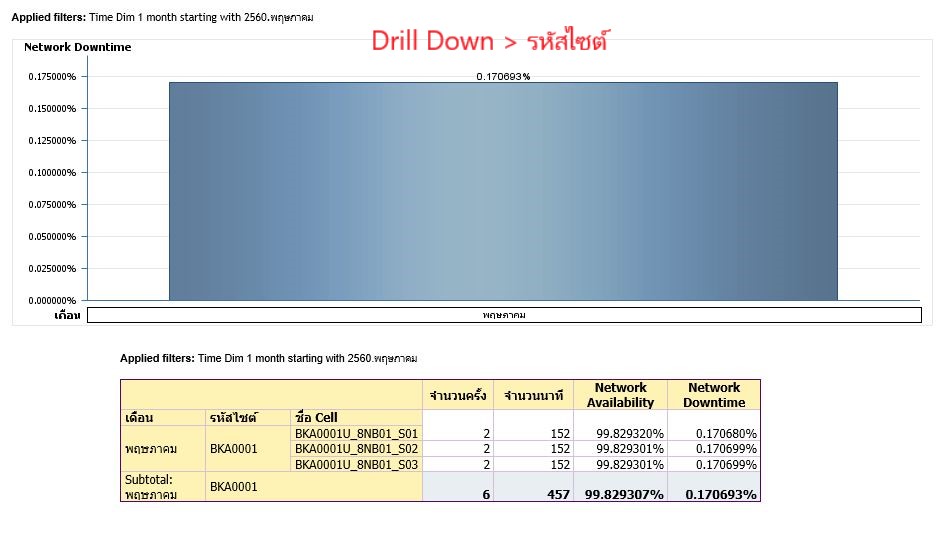 Applied filters: Time Dim 1 month starting with 2560.พฤษภาคม
Drill Down > รหัสไซต์
Network Downtime
0.170693%
0.175000%
0.150000%
0.125000%
0.100000%
0.075000%
0.050000%
0.025000%
0.000000%
เดือน พฤษภาคม
Applied filters: Time Dim 1 month starting with 2560.พฤษภาคม
จำนวนครั้ง จำนวนนาที Network Availability Network Downtime
เดือน รหัสไซต์ ชื่อ Cell
พฤษภาคม BKA0001 BKA0001U_8NB01_S01 2 152 99.829320% 0.170680%
BKA0001U_8NB01_S02 2 152 99.829301% 0.170699%
BKA0001U_8NB01_S03 2 152 99.829301% 0.170699%
Subtotal: พฤษภาคม BKA0001 6 457 99.829307% 0.170693%